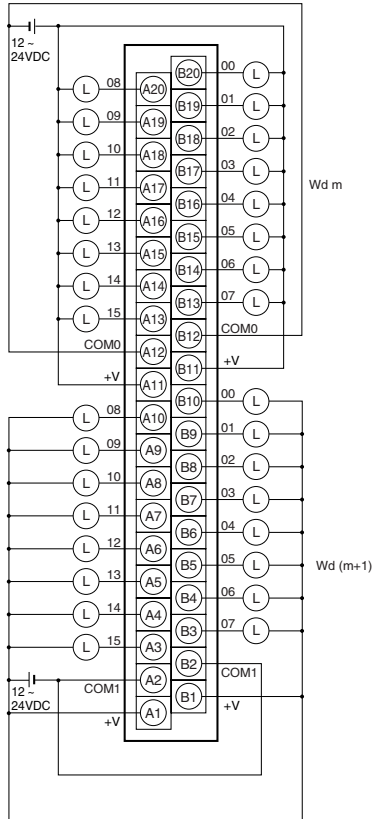 12 ~
24VDC
B20 00 L
L 08 A20
B19 01 L
L 09 A19
B18 02 L
L 10 A18
B17 03 L
Wd m
L 11 A17
B16 04 L
L 12 A16
B15 05 L
L 13 A15
B14 06 L
L 14 A14
B13 07 L
L 15 A13
B12 COM0
COM0 A12
B11 +V
+V A11
B10 00 L
L 08 A10
B9 01 L
L 09 A9
B8 02 L
L 10 A8
B7 03 L
L 11 A7
B6 04 L
L 12 A6
B5 05 L
Wd (m+1)
L 13 A5
B4 06 L
L 14 A4
B3 07 L
L 15 A3
B2 COM1
12 ~
24VDC
COM1 A2
B1 +V
+V A1